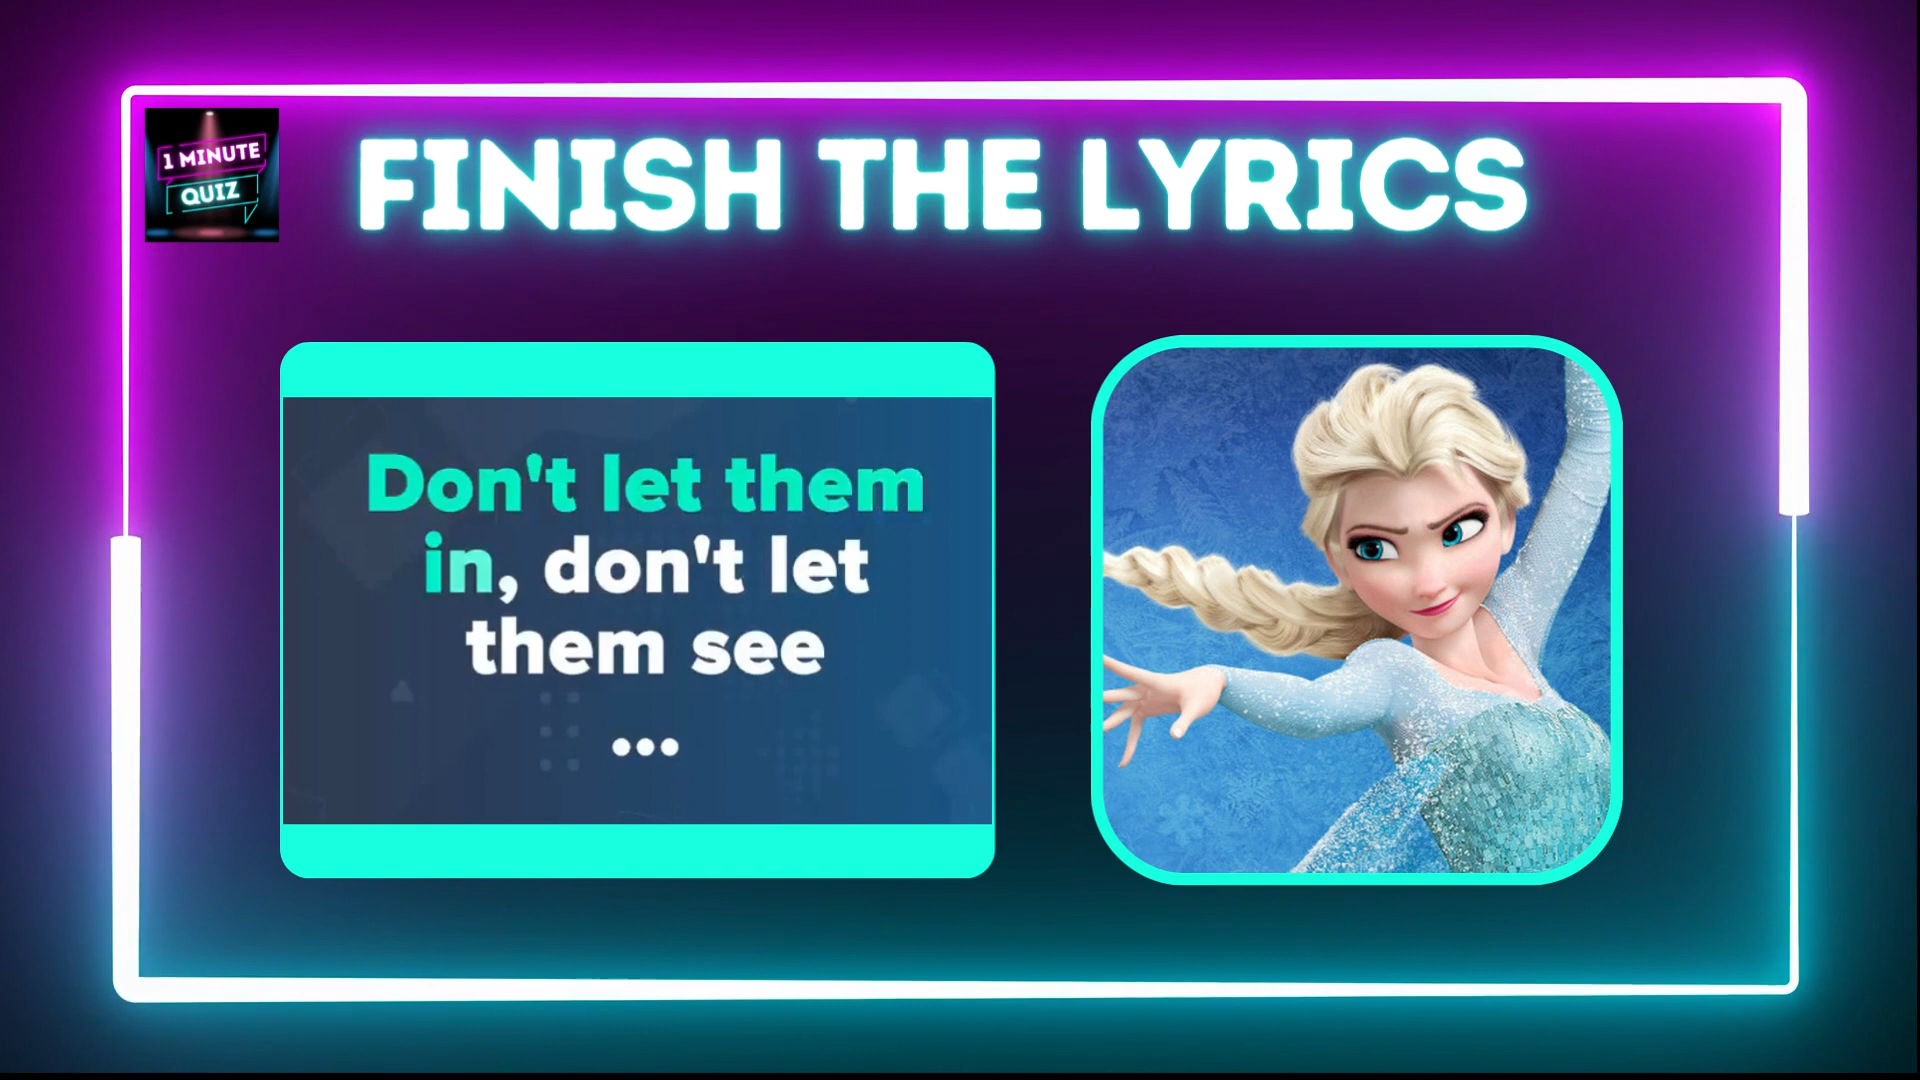 1 MINUTE
QUIZ
FINISH THE LYRICS
Don't let them
in, don't let
them see
...